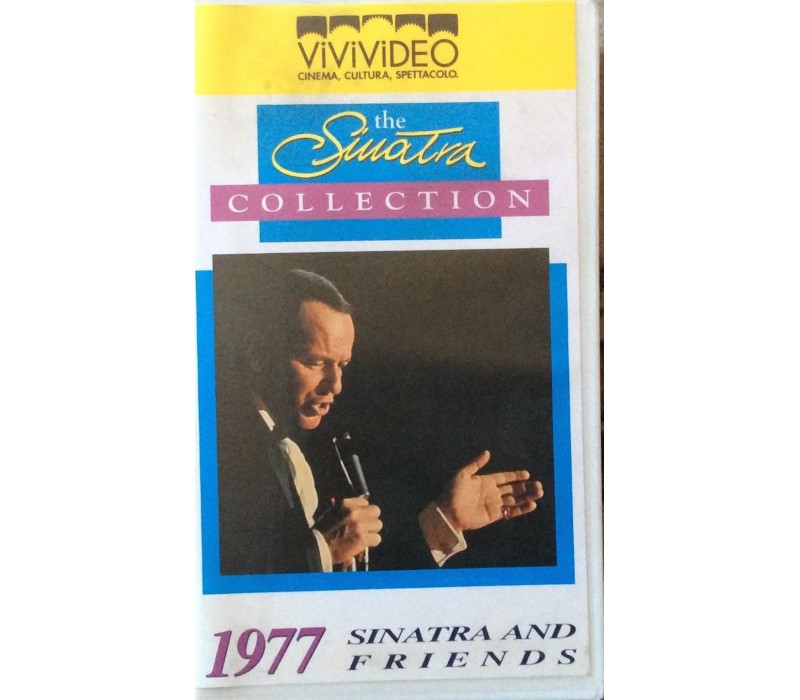 ViViViDEO
CINEMA, CULTURA, SPETTACOLO.
the
Sinatra
COLLECTION
1977 SINATRA AND
FRIENDS